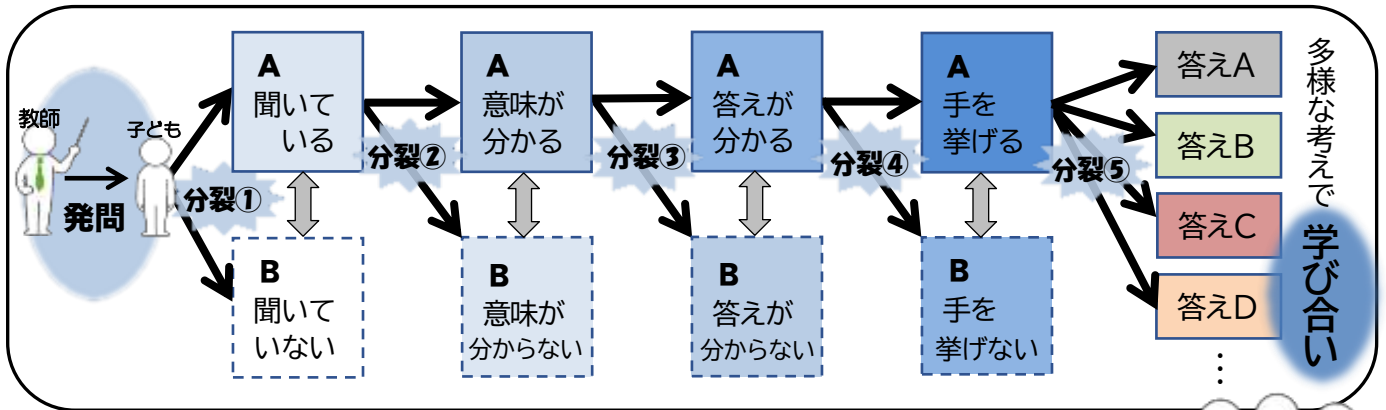 教師
子ども
発問
分裂①
A
聞いて
いる
B
聞いて
いない
分裂②
A
意味が
分かる
B
意味が
分からない
分裂③
A
答えが
分かる
B
答えが
分からない
分裂④
A
手を
挙げる
B
手を
挙げない
分裂⑤
答えA
答えB
答えC
答えD
⋮
多様な考えで
学び合い